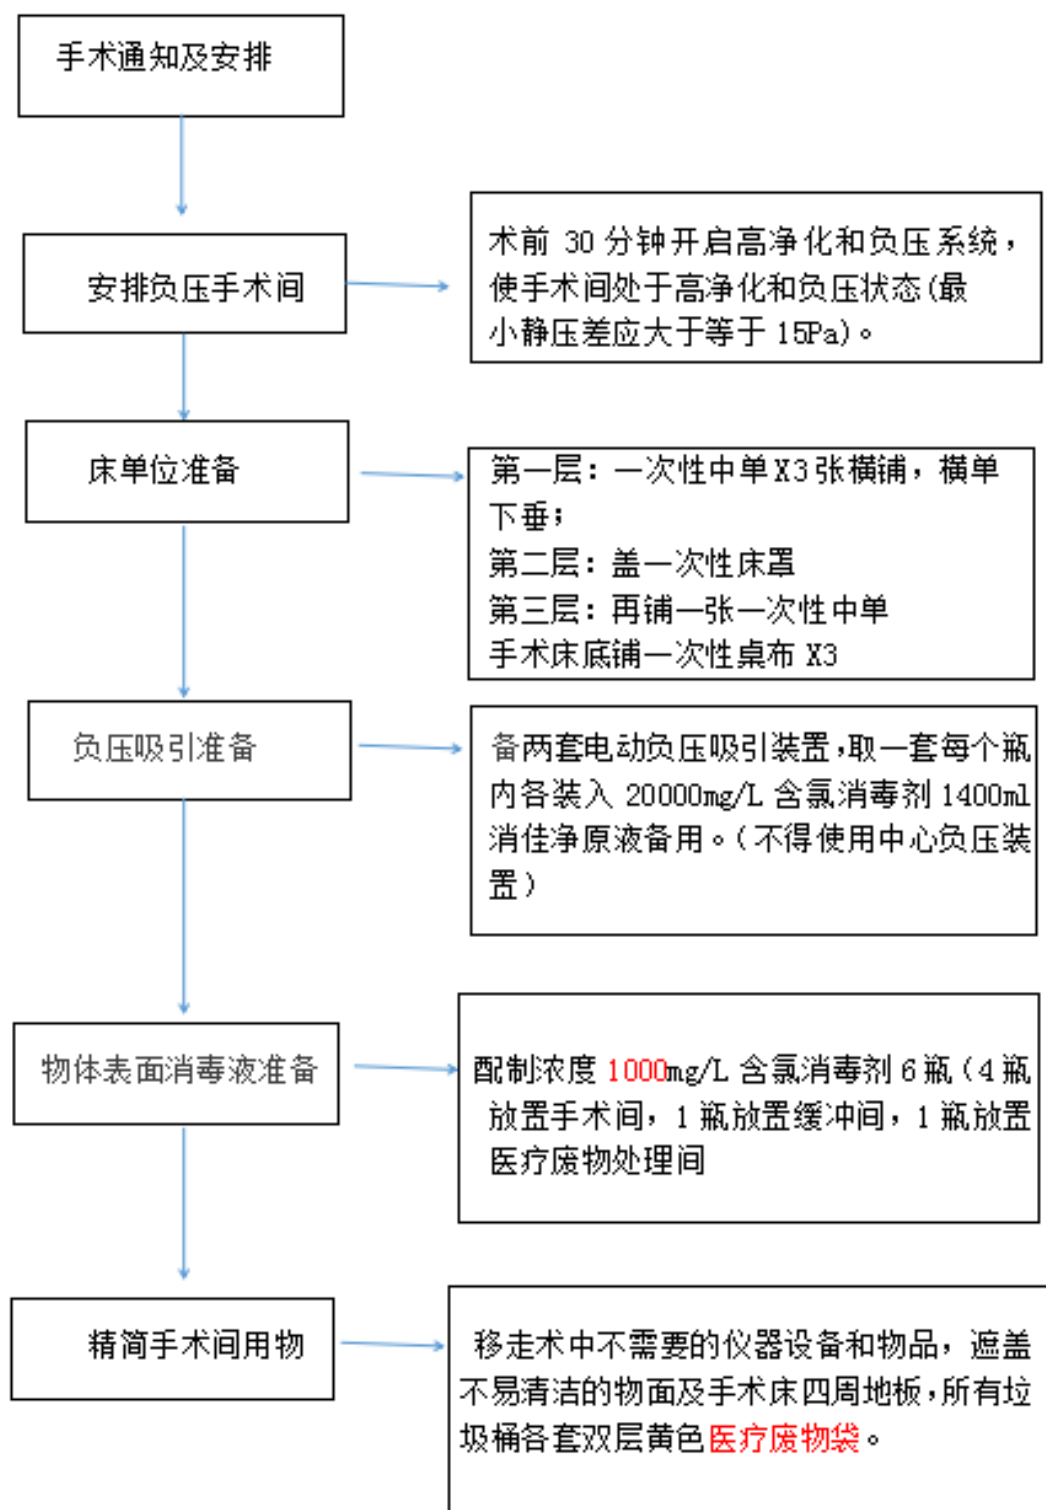 手术通知及安排
安排负压手术间
术前 30 分钟开启高净化和负压系统，
使手术间处于高净化和负压状态(最
小静压差应大于等于 15Pa)。
床单位准备
第一层：一次性中单 X3 张横铺，横单
下垂；
第二层：盖一次性床罩
第三层：再铺一张一次性中单
手术床底铺一次性桌布 X3
负压吸引准备
备两套电动负压吸引装置，取一套每个瓶
内各装入 20000mg/L 含氯消毒剂 1400ml
消佳净原液备用。（不得使用中心负压装
置）
物体表面消毒液准备
配制浓度 1000mg/L 含氯消毒剂 6 瓶（4 瓶
放置手术间，1 瓶放置缓冲间，1 瓶放置
医疗废物处理间
精简手术间用物
移走术中不需要的仪器设备和物品，遮盖
不易清洁的物面及手术床四周地板，所有垃
圾桶各套双层黄色医疗废物袋。